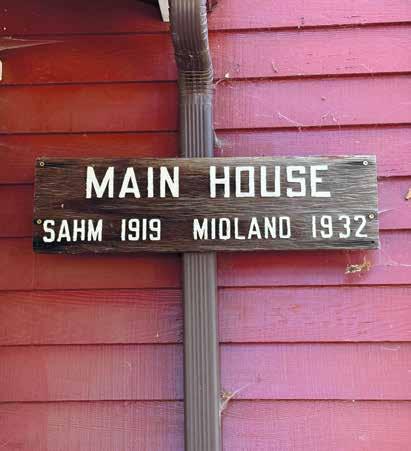 MAIN HOUSE
SAHM 1919 MIDLAND 1932